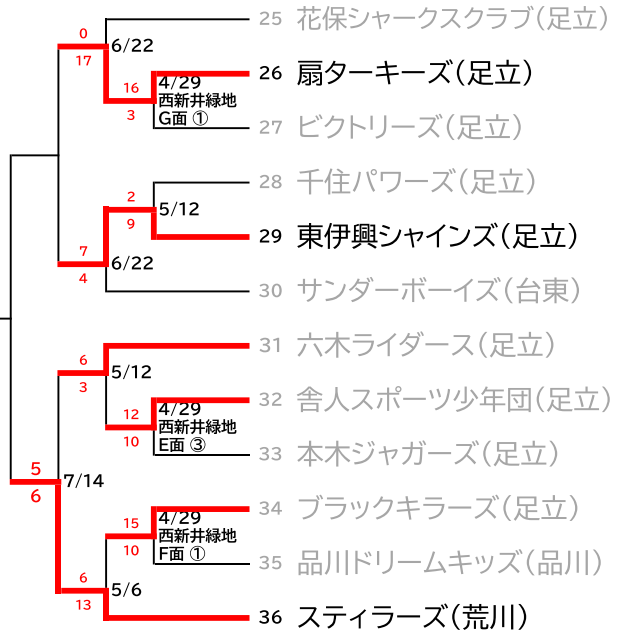 25 花保シャークスクラブ(足立)
0
6/22
17
16
4/29
26 扇ターキーズ(足立)
西新井緑地
3
G面 ①
27 ビクトリーズ(足立)
28 千住パワーズ(足立)
2
5/12
9
29 東伊興シャインズ(足立)
7
6/22
4
30 サンダーボーイズ(台東)
31 六木ライダース(足立)
6
5/12
3
32 舎人スポーツ少年団(足立)
12
4/29
西新井緑地
10
E面 ③
33 本木ジャガーズ(足立)
5
7/14
6
34 ブラックキラーズ(足立)
15
4/29
西新井緑地
10
F面 ①
35 品川ドリームキッズ(品川)
6
5/6
13
36 スティラーズ(荒川)